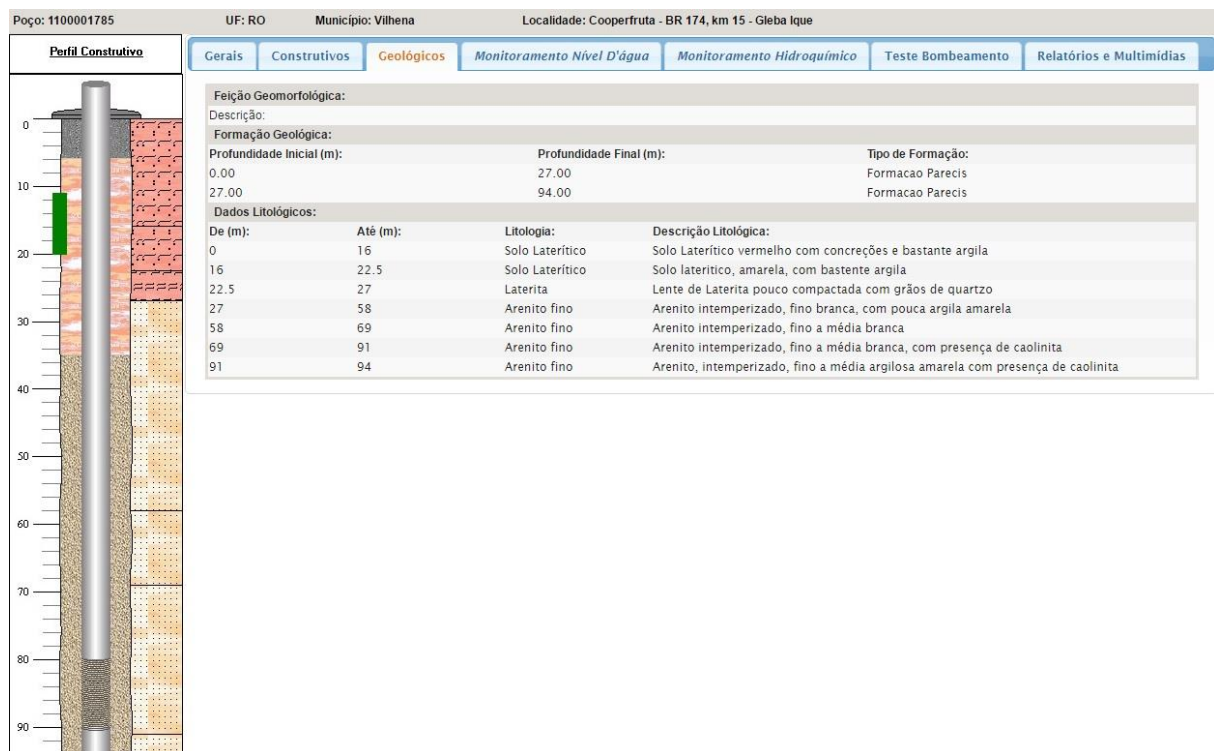 Poço: 1100001785 UF: RO Município: Vilhena Localidade: Cooperfruta - BR 174, km 15 - Gleba Ique
Perfil Construtivo
Gerais Construtivos Geológicos Monitoramento Nível D'água Monitoramento Hidroquímico Teste Bombeamento Relatórios e Multimídias
Feição Geomorfológica:
Descrição:
Formação Geológica:
Profundidade Inicial (m): Profundidade Final (m): Tipo de Formação:
0.00 27.00 Formacao Parecis
27.00 94.00 Formacao Parecis
Dados Litológicos:
De (m): Até (m): Litologia: Descrição Litológica:
0 16 Solo Laterítico Solo Laterítico vermelho com concreções e bastante argila
16 22.5 Solo Laterítico Solo lateritico, amarela, com bastente argila
22.5 27 Laterita Lente de Laterita pouco compactada com grãos de quartzo
27 58 Arenito fino Arenito intemperizado, fino branca, com pouca argila amarela
58 69 Arenito fino Arenito intemperizado, fino a média branca
69 91 Arenito fino Arenito intemperizado, fino a média branca, com presença de caolinita
91 94 Arenito fino Arenito, intemperizado, fino a média argilosa amarela com presença de caolinita
0
10
20
30
40
50
60
70
80
90